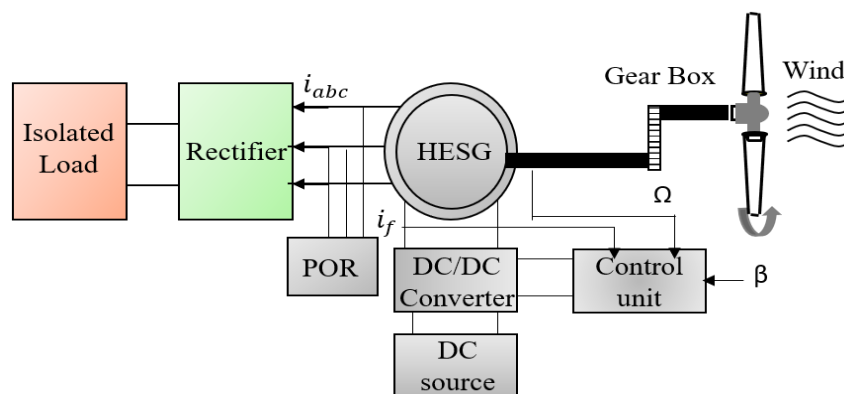 Gear Box
Wind
i_abc
Isolated
Load
Rectifier
HESG
Ω
i_f
POR
DC/DC
Converter
Control
unit
β
DC
source